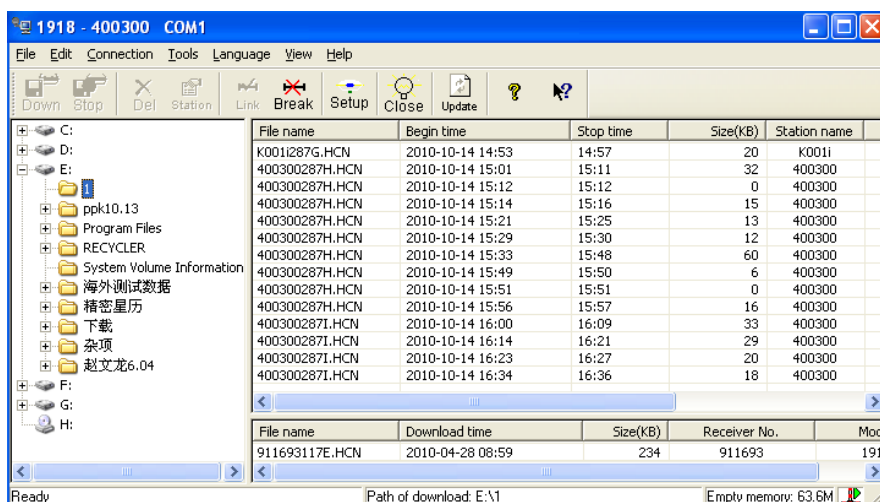 1918 - 400300 COM1
File Edit Connection Tools Language View Help
Down Stop Del Station Link Break Setup Close Update
C:
D:
E:
1
ppk10.13
Program Files
RECYCLER
System Volume Information
海外测试数据
精密星历
下载
杂项
赵文龙6.04
F:
G:
H:
File name Begin time Stop time Size(KB) Station name
K001i287G.HCN 2010-10-14 14:53 14:57 20 K001i
400300287H.HCN 2010-10-14 15:01 15:11 32 400300
400300287H.HCN 2010-10-14 15:12 15:12 0 400300
400300287H.HCN 2010-10-14 15:14 15:16 15 400300
400300287H.HCN 2010-10-14 15:21 15:25 13 400300
400300287H.HCN 2010-10-14 15:29 15:30 12 400300
400300287H.HCN 2010-10-14 15:33 15:48 60 400300
400300287H.HCN 2010-10-14 15:49 15:50 6 400300
400300287H.HCN 2010-10-14 15:51 15:51 0 400300
400300287H.HCN 2010-10-14 15:56 15:57 16 400300
400300287I.HCN 2010-10-14 16:00 16:09 33 400300
400300287I.HCN 2010-10-14 16:14 16:21 29 400300
400300287I.HCN 2010-10-14 16:23 16:27 20 400300
400300287I.HCN 2010-10-14 16:34 16:36 18 400300
File name Download time Size(KB) Receiver No. Moc
911693117E.HCN 2010-04-28 08:59 234 911693 191
Ready Path of download: E:\1 Empty memory: 63.6M